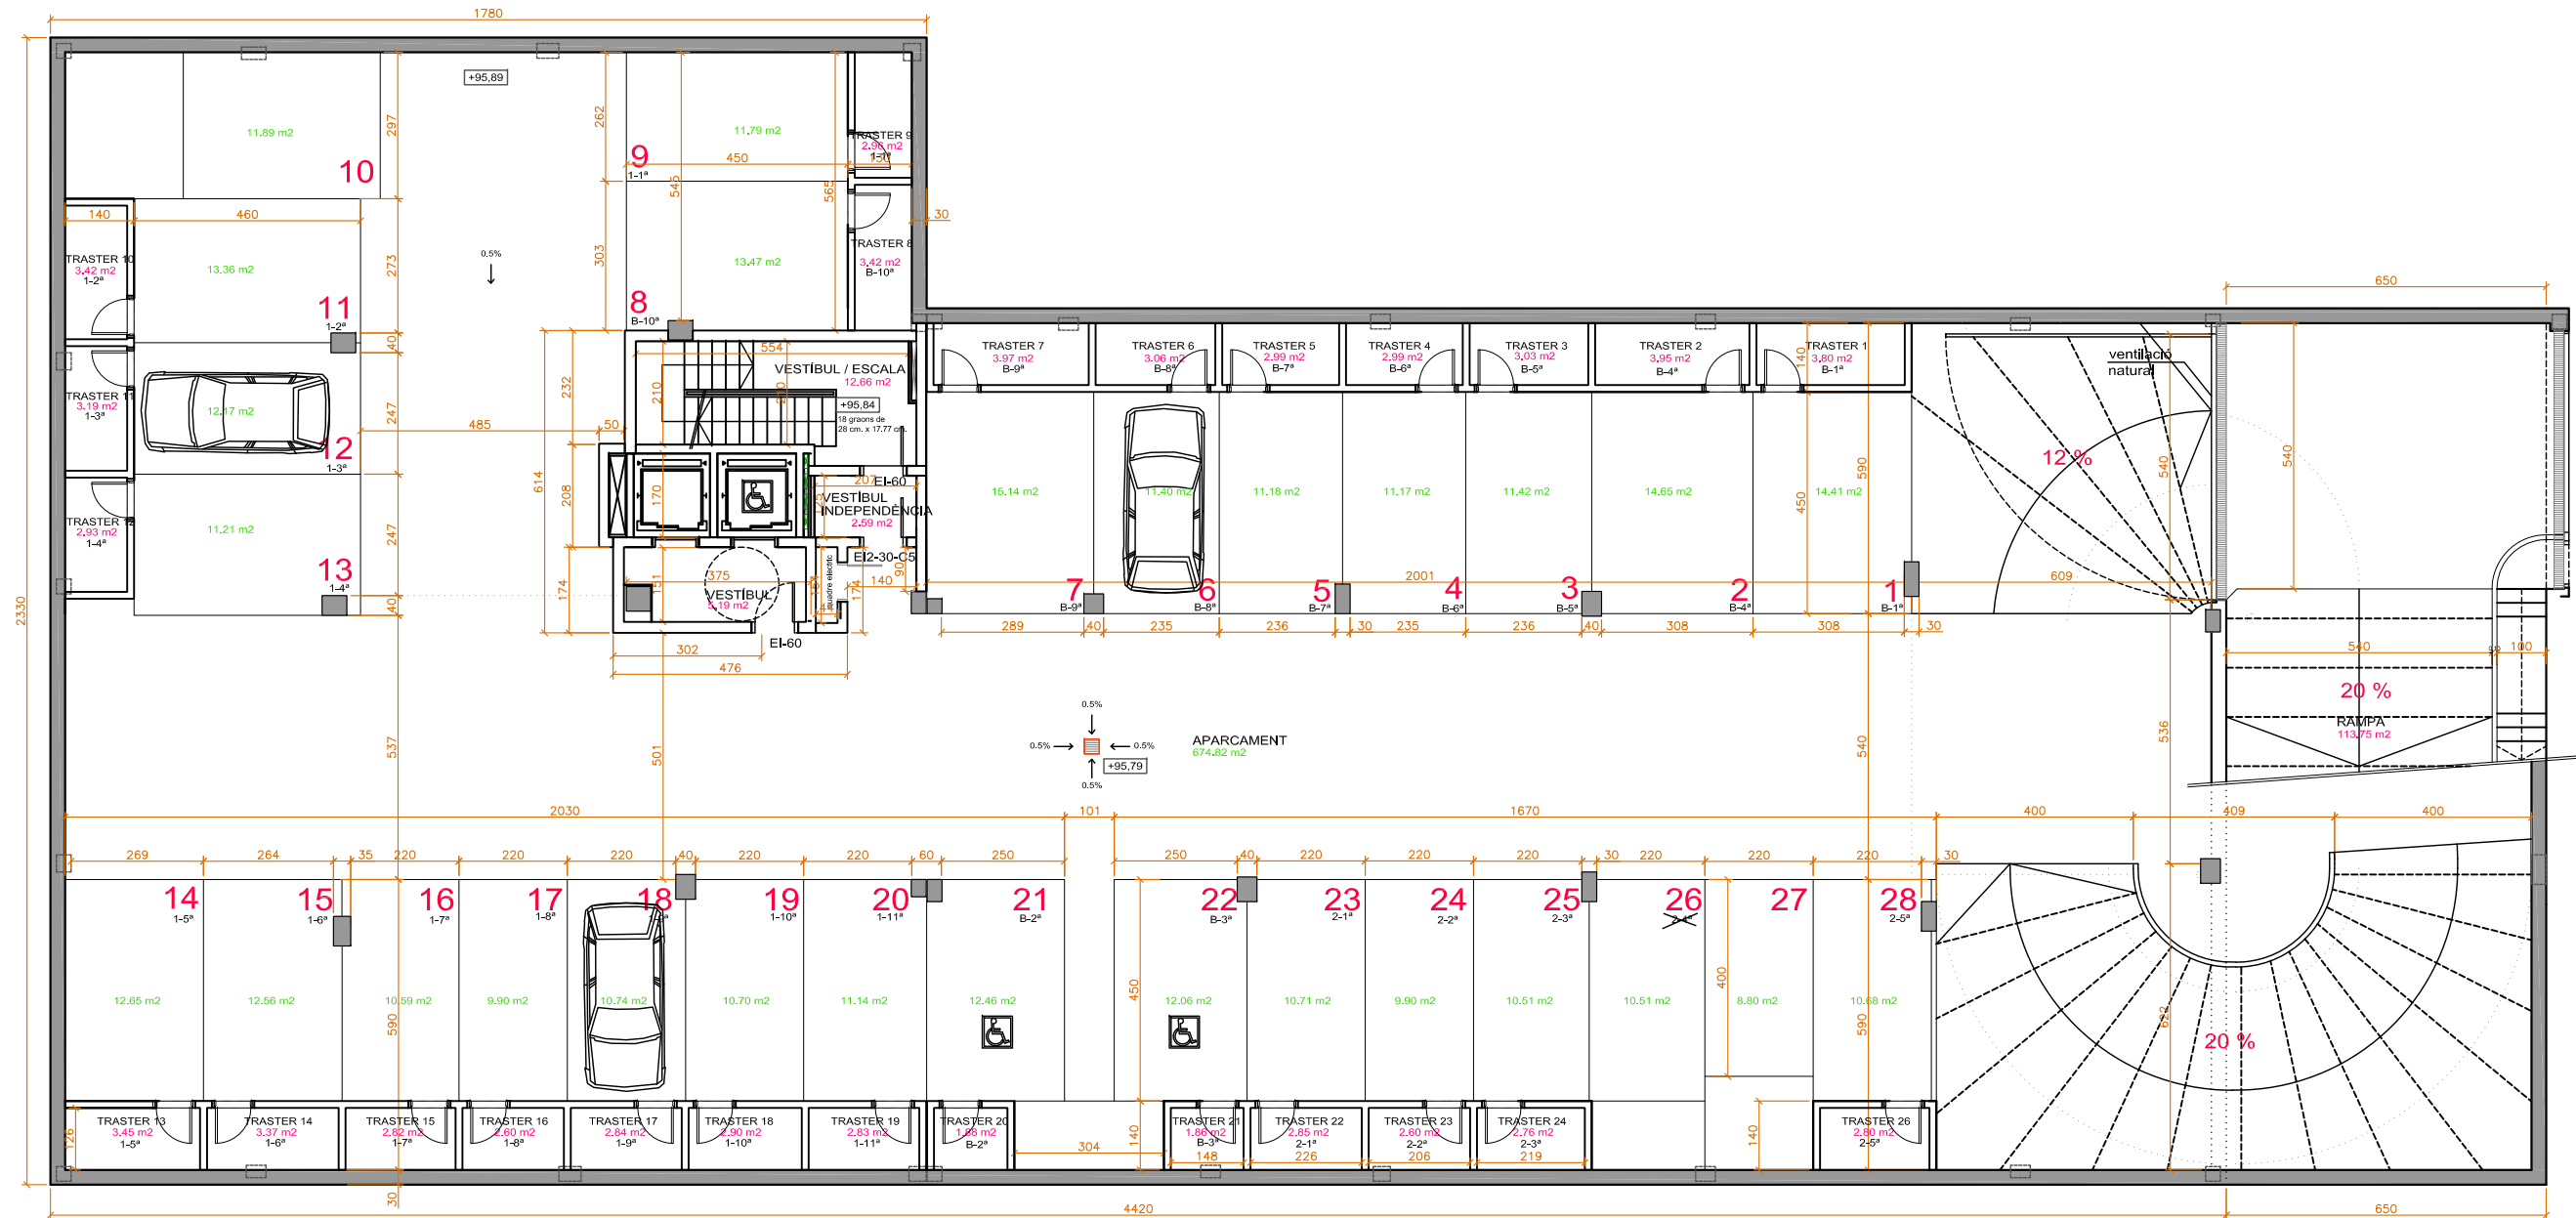 1780
+95,89
11.89 m2
297
10
262
11.79 m2
9
1-1ª
450
150
545
565
TRASTER 9
2.96 m2
1-1ª
30
140
460
TRASTER 10
3.42 m2
1-2ª
13.36 m2
273
0.5%
303
13.47 m2
TRASTER 8
3.42 m2
B-10ª
8
B-10ª
11
1-2ª
40
650
554
VESTÍBUL / ESCALA
12.66 m2
232
210
210
+95,84
18 graons de
28 cm. x 17.77 cm.
TRASTER 7
3.97 m2
B-9ª
TRASTER 6
3.06 m2
B-8ª
TRASTER 5
2.99 m2
B-7ª
TRASTER 4
2.99 m2
B-6ª
TRASTER 3
3.03 m2
B-5ª
TRASTER 2
3.95 m2
B-4ª
TRASTER 1
3.80 m2
B-1ª
140
ventilació
natural
TRASTER 11
3.19 m2
1-3ª
12.17 m2
247
12
1-3ª
485
50
614
208
170
207
EI-60
VESTÍBUL
INDEPENDÈNCIA
2.59 m2
12 %
540
540
15.14 m2
11.40 m2
11.18 m2
11.17 m2
11.42 m2
14.65 m2
14.41 m2
590
450
TRASTER 12
2.93 m2
1-4ª
11.21 m2
247
13
1-4ª
40
2330
174
151
375
VESTÍBUL
5.19 m2
quadre elèctric
EI2-30-C5
90
140
174
EI-60
302
476
2001
609
7
B-9ª
6
B-8ª
5
B-7ª
4
B-6ª
3
B-5ª
2
B-4ª
1
B-1ª
289
40
235
236
30
235
236
40
308
308
30
540
100
20 %
RAMPA
113.75 m2
537
501
0.5%
0.5%
0.5%
0.5%
+95,79
APARCAMENT
674.82 m2
540
536
2030
101
1670
400
409
400
269
264
35
220
220
220
40
220
220
60
250
250
40
220
220
220
30
220
220
220
30
14
1-5ª
15
1-6ª
16
1-7ª
17
1-8ª
18
19
1-10ª
20
1-11ª
21
B-2ª
22
B-3ª
23
2-1ª
24
2-2ª
25
2-3ª
26
2-4ª
27
28
2-5ª
12.65 m2
12.56 m2
10.59 m2
9.90 m2
10.74 m2
10.70 m2
11.14 m2
12.46 m2
12.06 m2
10.71 m2
9.90 m2
10.51 m2
10.51 m2
8.80 m2
10.68 m2
590
450
400
590
622
20 %
TRASTER 13
3.45 m2
1-5ª
TRASTER 14
3.37 m2
1-6ª
TRASTER 15
2.82 m2
1-7ª
TRASTER 16
2.60 m2
1-8ª
TRASTER 17
2.84 m2
1-9ª
TRASTER 18
2.90 m2
1-10ª
TRASTER 19
2.83 m2
1-11ª
TRASTER 20
1.88 m2
B-2ª
TRASTER 21
1.86 m2
B-3ª
TRASTER 22
2.85 m2
2-1ª
TRASTER 23
2.60 m2
2-2ª
TRASTER 24
2.76 m2
2-3ª
TRASTER 26
2.80 m2
2-5ª
126
304
140
148
226
206
219
140
30
4420
650